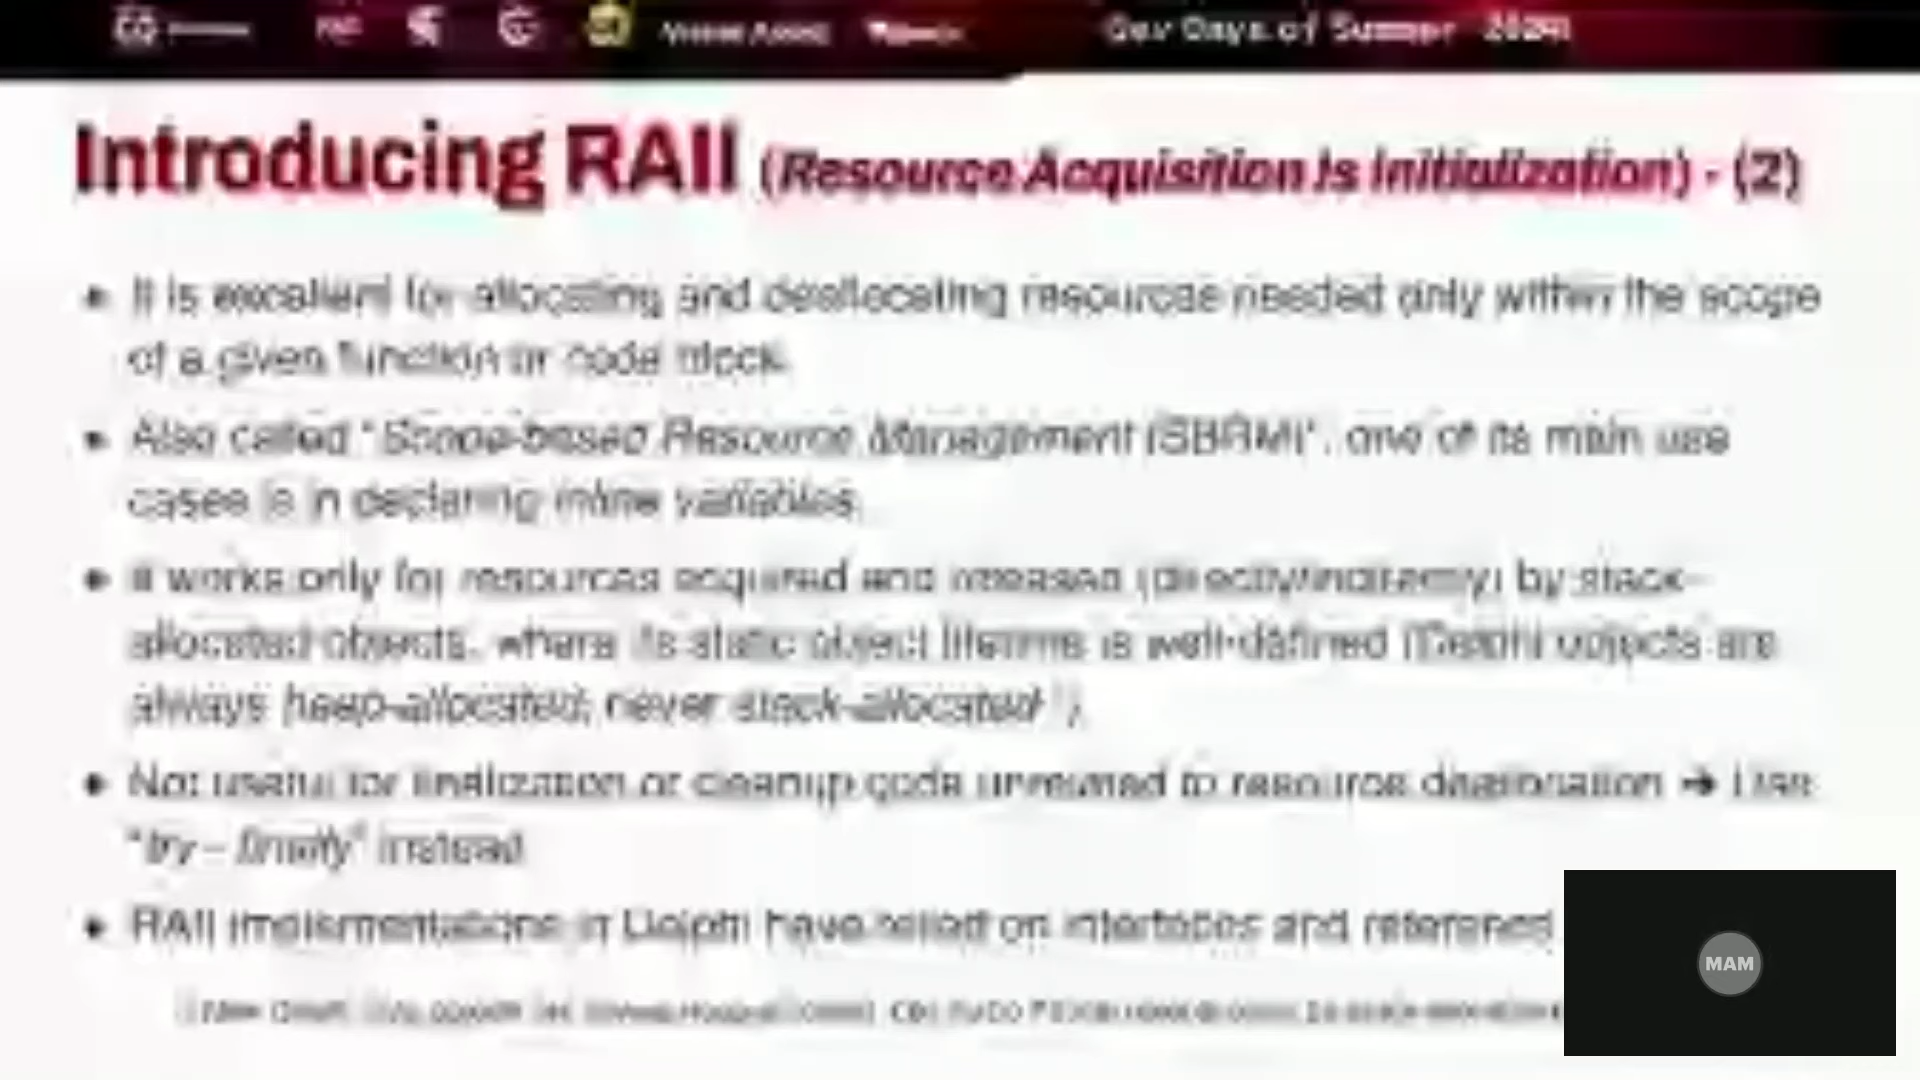 Dev Days of Summer 2024
Introducing RAII (Resource Acquisition Is Initialization) - (2)
It is excellent for allocating and deallocating resources needed only within the scope
of a given function or code block.
Also called "Scope-based Resource Management (SBRM)", one of its main use
cases is in declaring inline variables.
It works only for resources acquired and released (directly/indirectly) by stack-
allocated objects, where its static object lifetime is well-defined (Delphi objects are
always heap-allocated; never stack-allocated!).
Not useful for finalization or cleanup code unrelated to resource deallocation ➔ Use
"try – finally" instead
RAII implementations in Delphi have relied on interfaces and reference
MAM